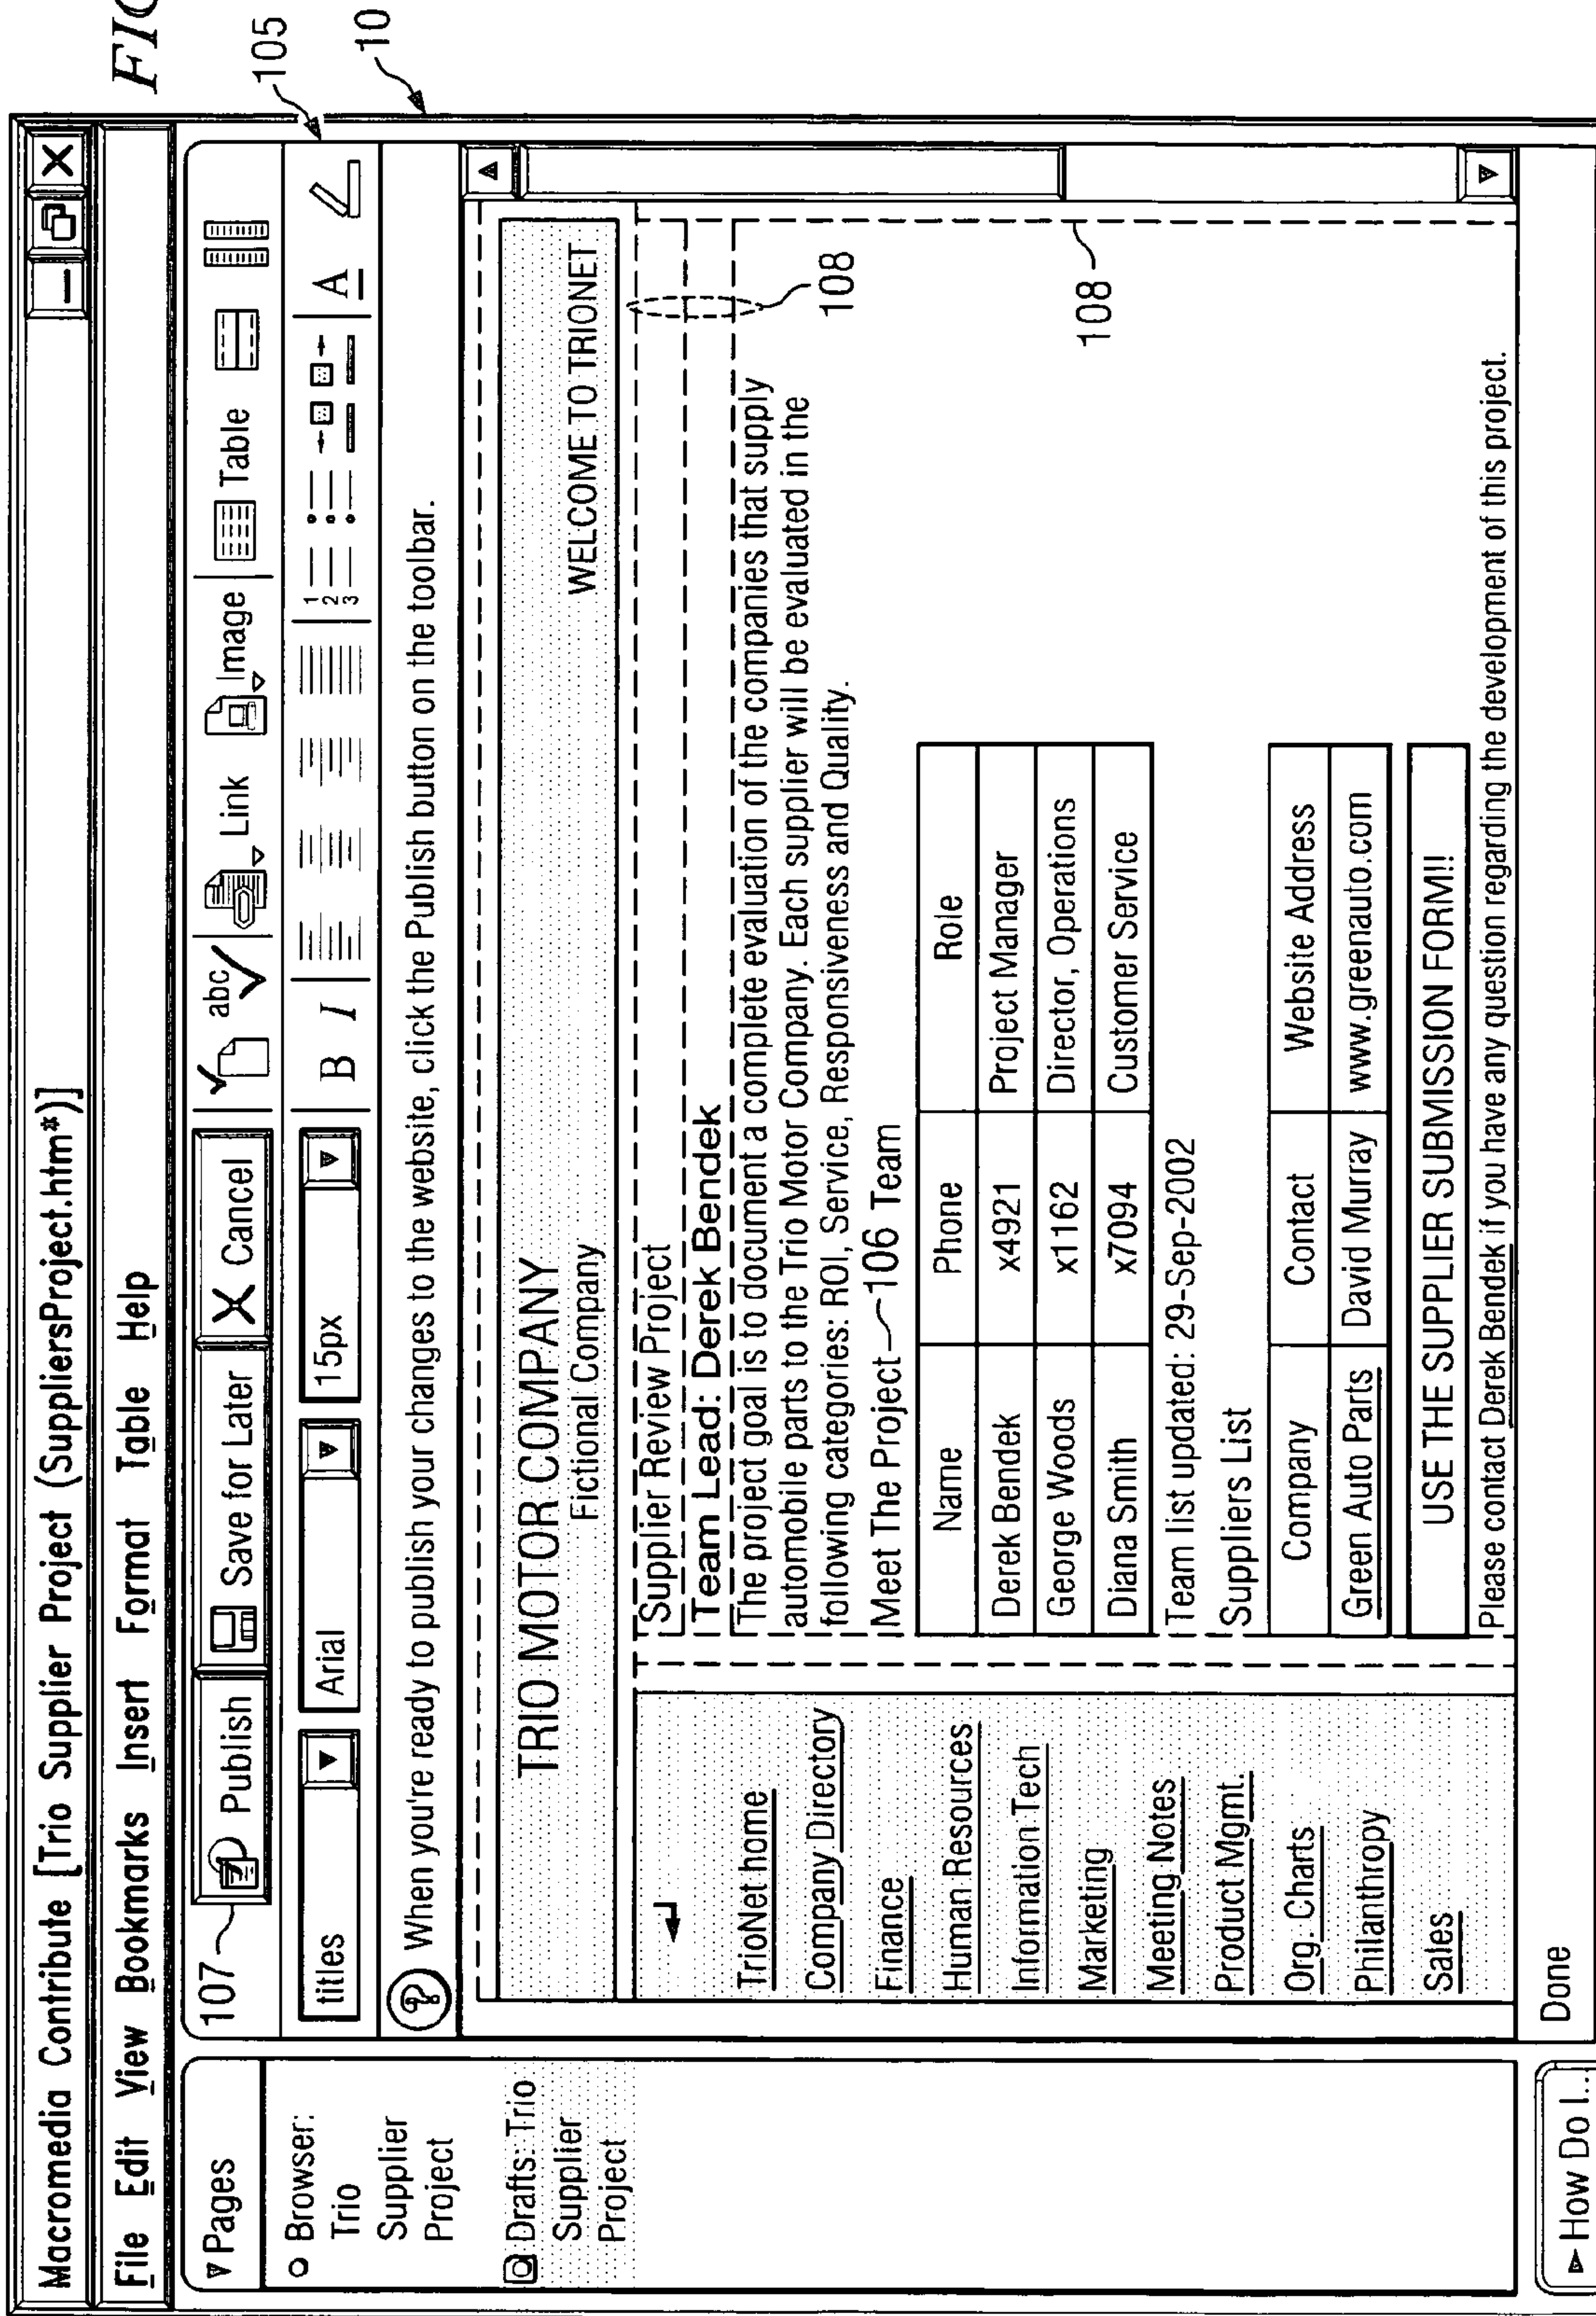 FIG
Macromedia Contribute [Trio Supplier Project (SuppliersProject.htm*)]
File Edit View Bookmarks Insert Format Table Help
▿ Pages
Browser:
Trio
Supplier
Project
Drafts: Trio
Supplier
Project
107
Publish Save for Later X Cancel abc Link Image Table
105
titles Arial 15px B I 1 2 3 A
10
? When you're ready to publish your changes to the website, click the Publish button on the toolbar.
TRIO MOTOR COMPANY
Fictional Company
WELCOME TO TRIONET
TrioNet home
Company Directory
Finance
Human Resources
Information Tech
Marketing
Meeting Notes
Product Mgmt.
Org. Charts
Philanthropy
Sales
Supplier Review Project
Team Lead: Derek Bendek
108
The project goal is to document a complete evaluation of the companies that supply
automobile parts to the Trio Motor Company. Each supplier will be evaluated in the
following categories: ROI, Service, Responsiveness and Quality.
Meet The Project 106 Team
108
Name Phone Role
Derek Bendek x4921 Project Manager
George Woods x1162 Director, Operations
Diana Smith x7094 Customer Service
Team list updated: 29-Sep-2002
Suppliers List
Company Contact Website Address
Green Auto Parts David Murray www.greenauto.com
USE THE SUPPLIER SUBMISSION FORM!!
Please contact Derek Bendek if you have any question regarding the development of this project.
Done
How Do I...